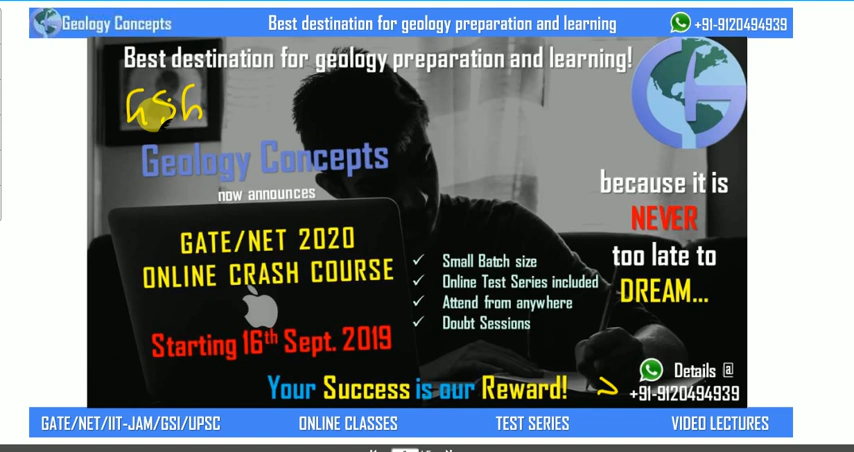 Geology Concepts
Best destination for geology preparation and learning
+91-9120494939
Best destination for geology preparation and learning!
Geology Concepts
now announces
GATE/NET 2020
ONLINE CRASH COURSE
Starting 16th Sept. 2019
✓ Small Batch size
✓ Online Test Series included
✓ Attend from anywhere
✓ Doubt Sessions
because it is
NEVER
too late to
DREAM...
Your Success is our Reward!
Details @
+91-9120494939
GATE/NET/IIT-JAM/GSI/UPSC
ONLINE CLASSES
TEST SERIES
VIDEO LECTURES